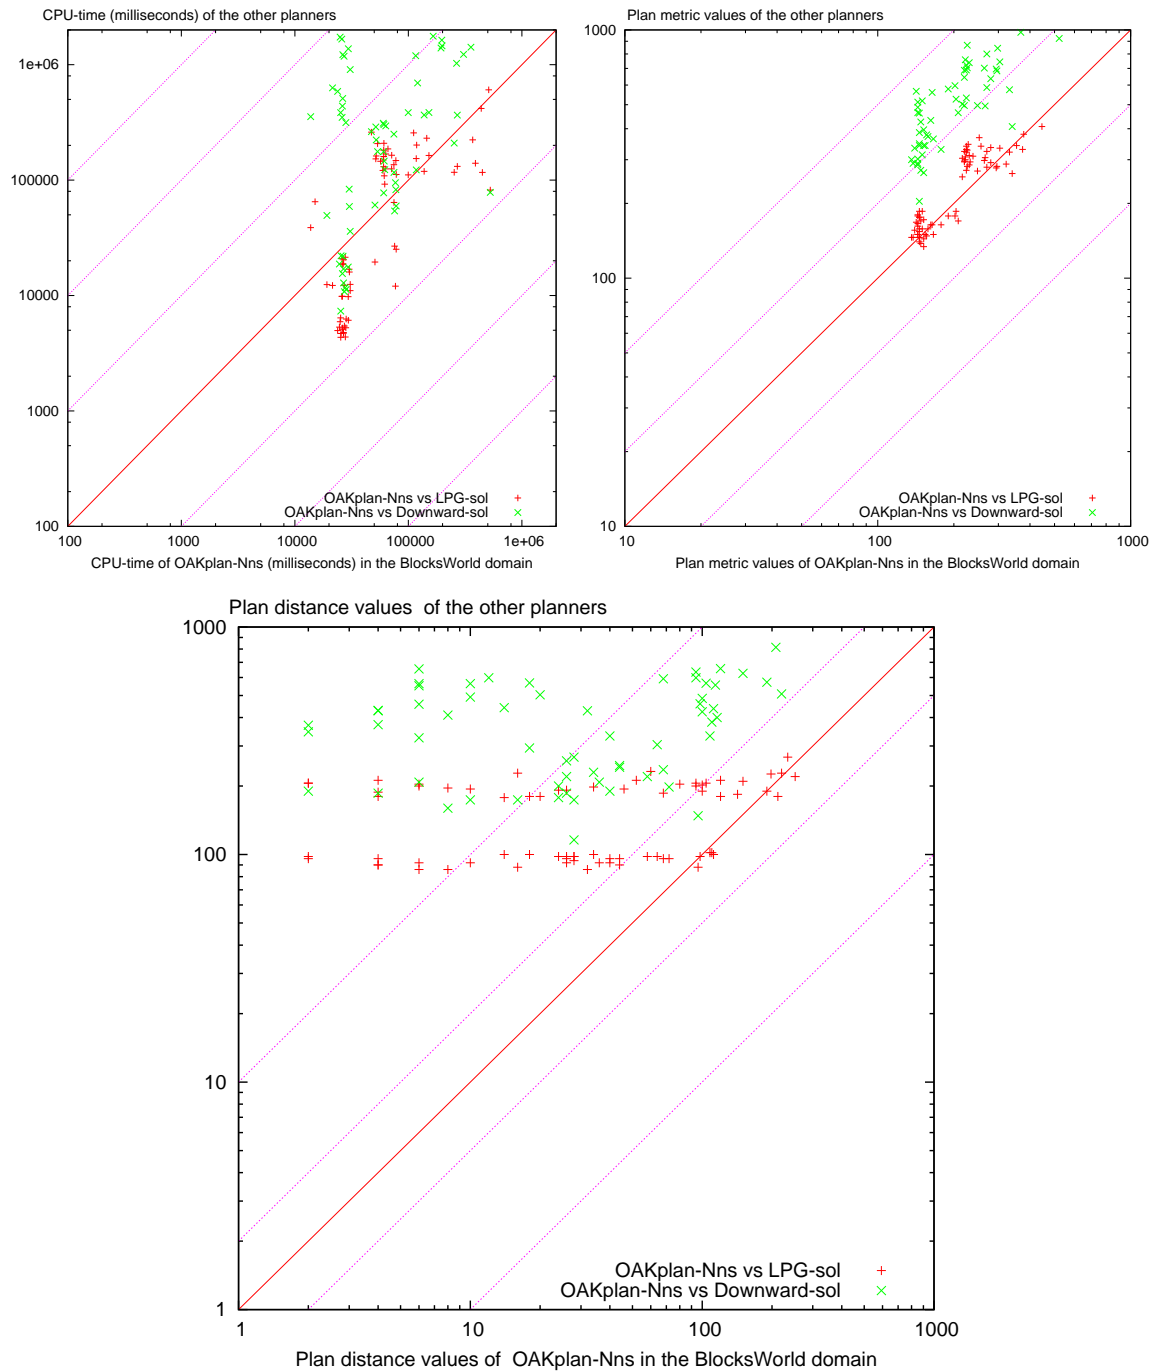 CPU-time (milliseconds) of the other planners
1e+06
100000
10000
1000
100
100
1000
10000
100000
1e+06
OAKplan-Nns vs LPG-sol
OAKplan-Nns vs Downward-sol
CPU-time of OAKplan-Nns (milliseconds) in the BlocksWorld domain
Plan metric values of the other planners
1000
100
10
10
100
1000
OAKplan-Nns vs LPG-sol
OAKplan-Nns vs Downward-sol
Plan metric values of OAKplan-Nns in the BlocksWorld domain
Plan distance values of the other planners
1000
100
10
1
1
10
100
1000
OAKplan-Nns vs LPG-sol
OAKplan-Nns vs Downward-sol
Plan distance values of OAKplan-Nns in the BlocksWorld domain